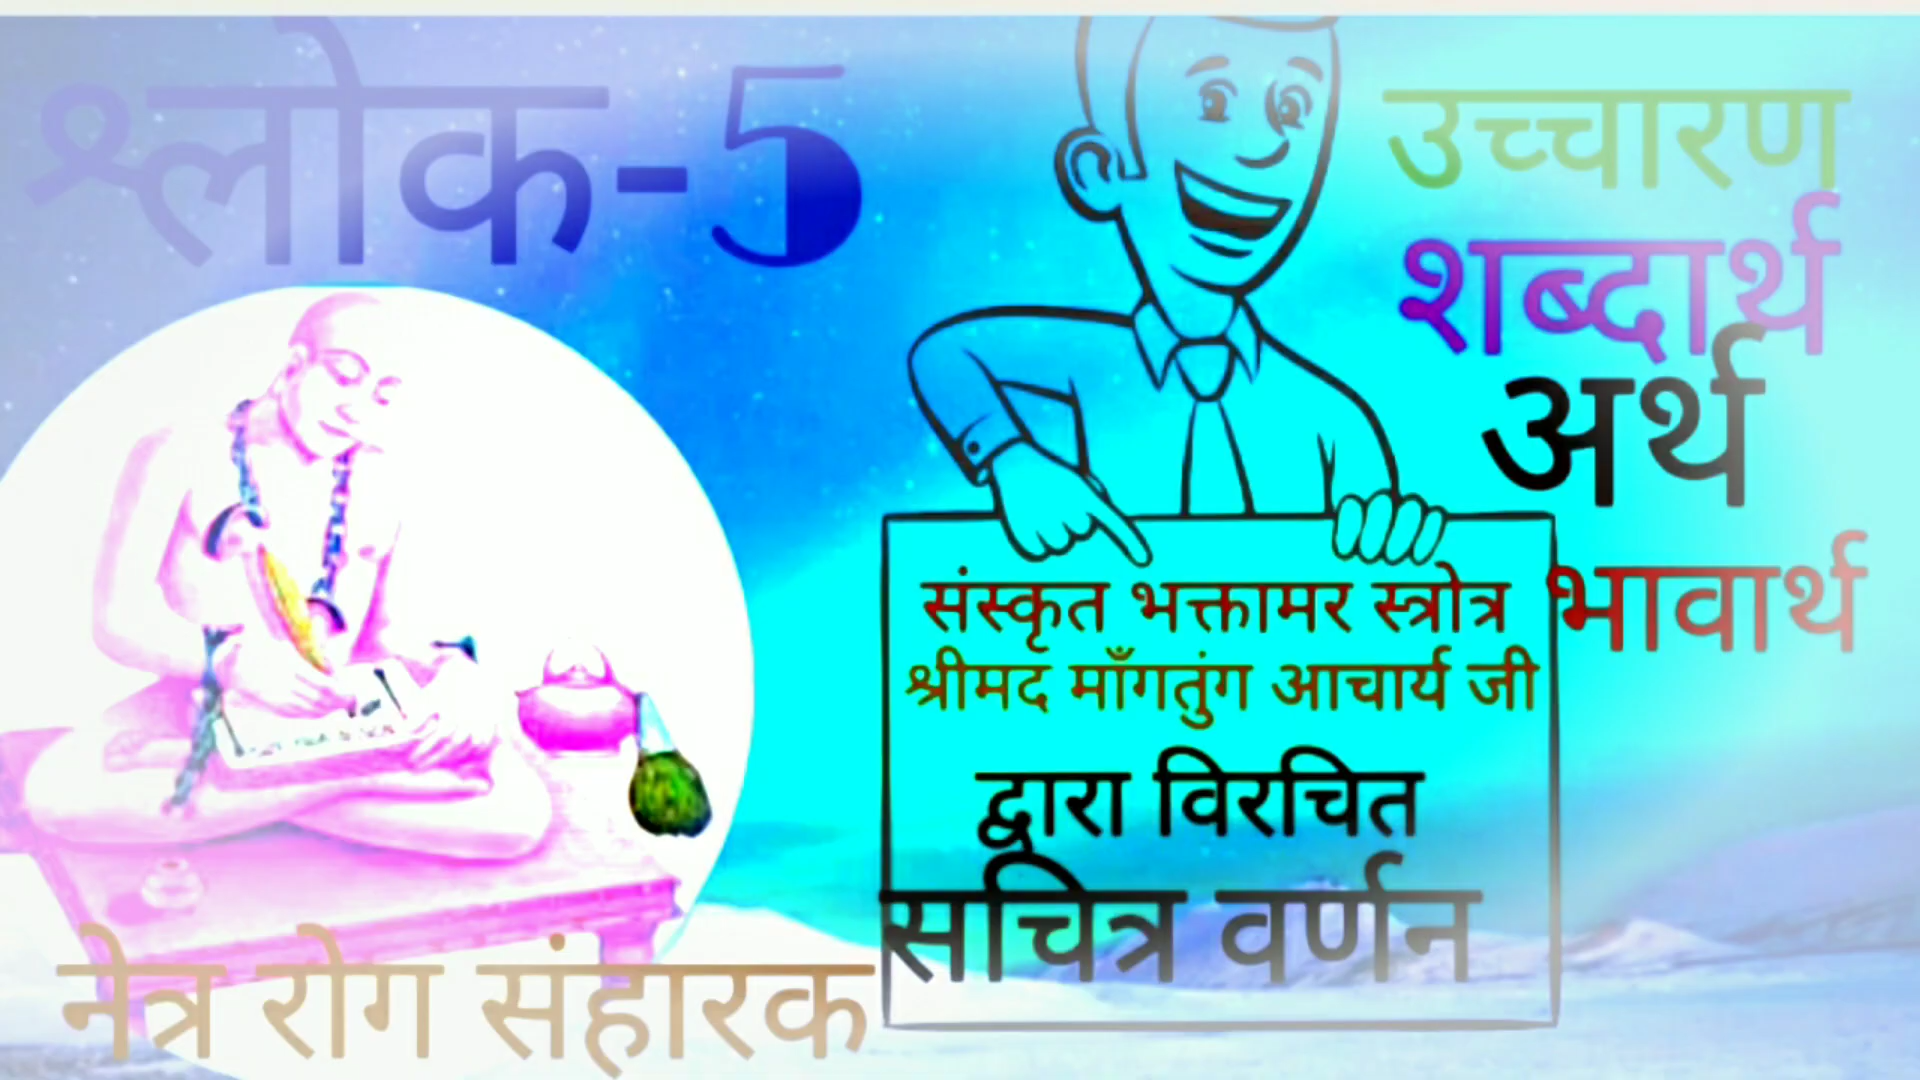 श्लोक-5
उच्चारण
शब्दार्थ
अर्थ
भावार्थ
संस्कृत भक्तामर स्त्रोत्र
श्रीमद माँगतुंग आचार्य जी
द्वारा विरचित
सचित्र वर्णन
नेत्र रोग संहारक